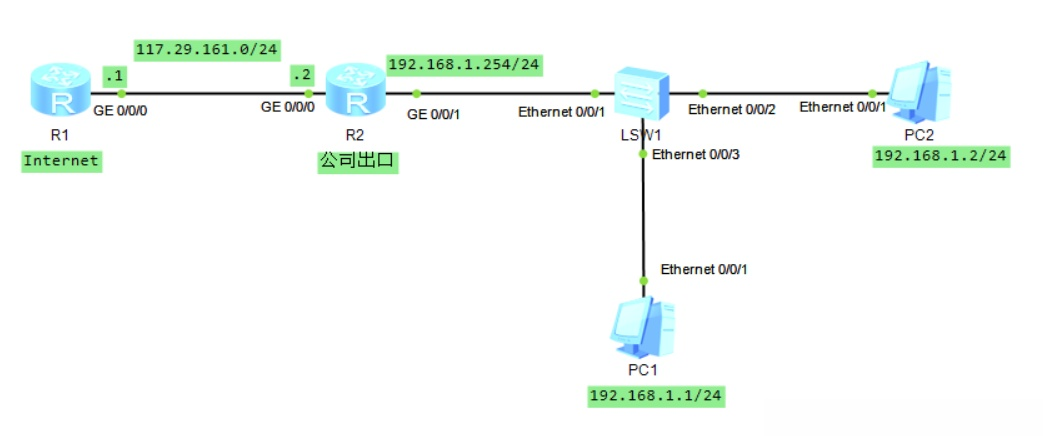 117.29.161.0/24
.1
.2
192.168.1.254/24
GE 0/0/0
GE 0/0/0
GE 0/0/1
Ethernet 0/0/1
Ethernet 0/0/2
Ethernet 0/0/1
R1
R2
LSW1
PC2
Internet
公司出口
Ethernet 0/0/3
192.168.1.2/24
Ethernet 0/0/1
PC1
192.168.1.1/24